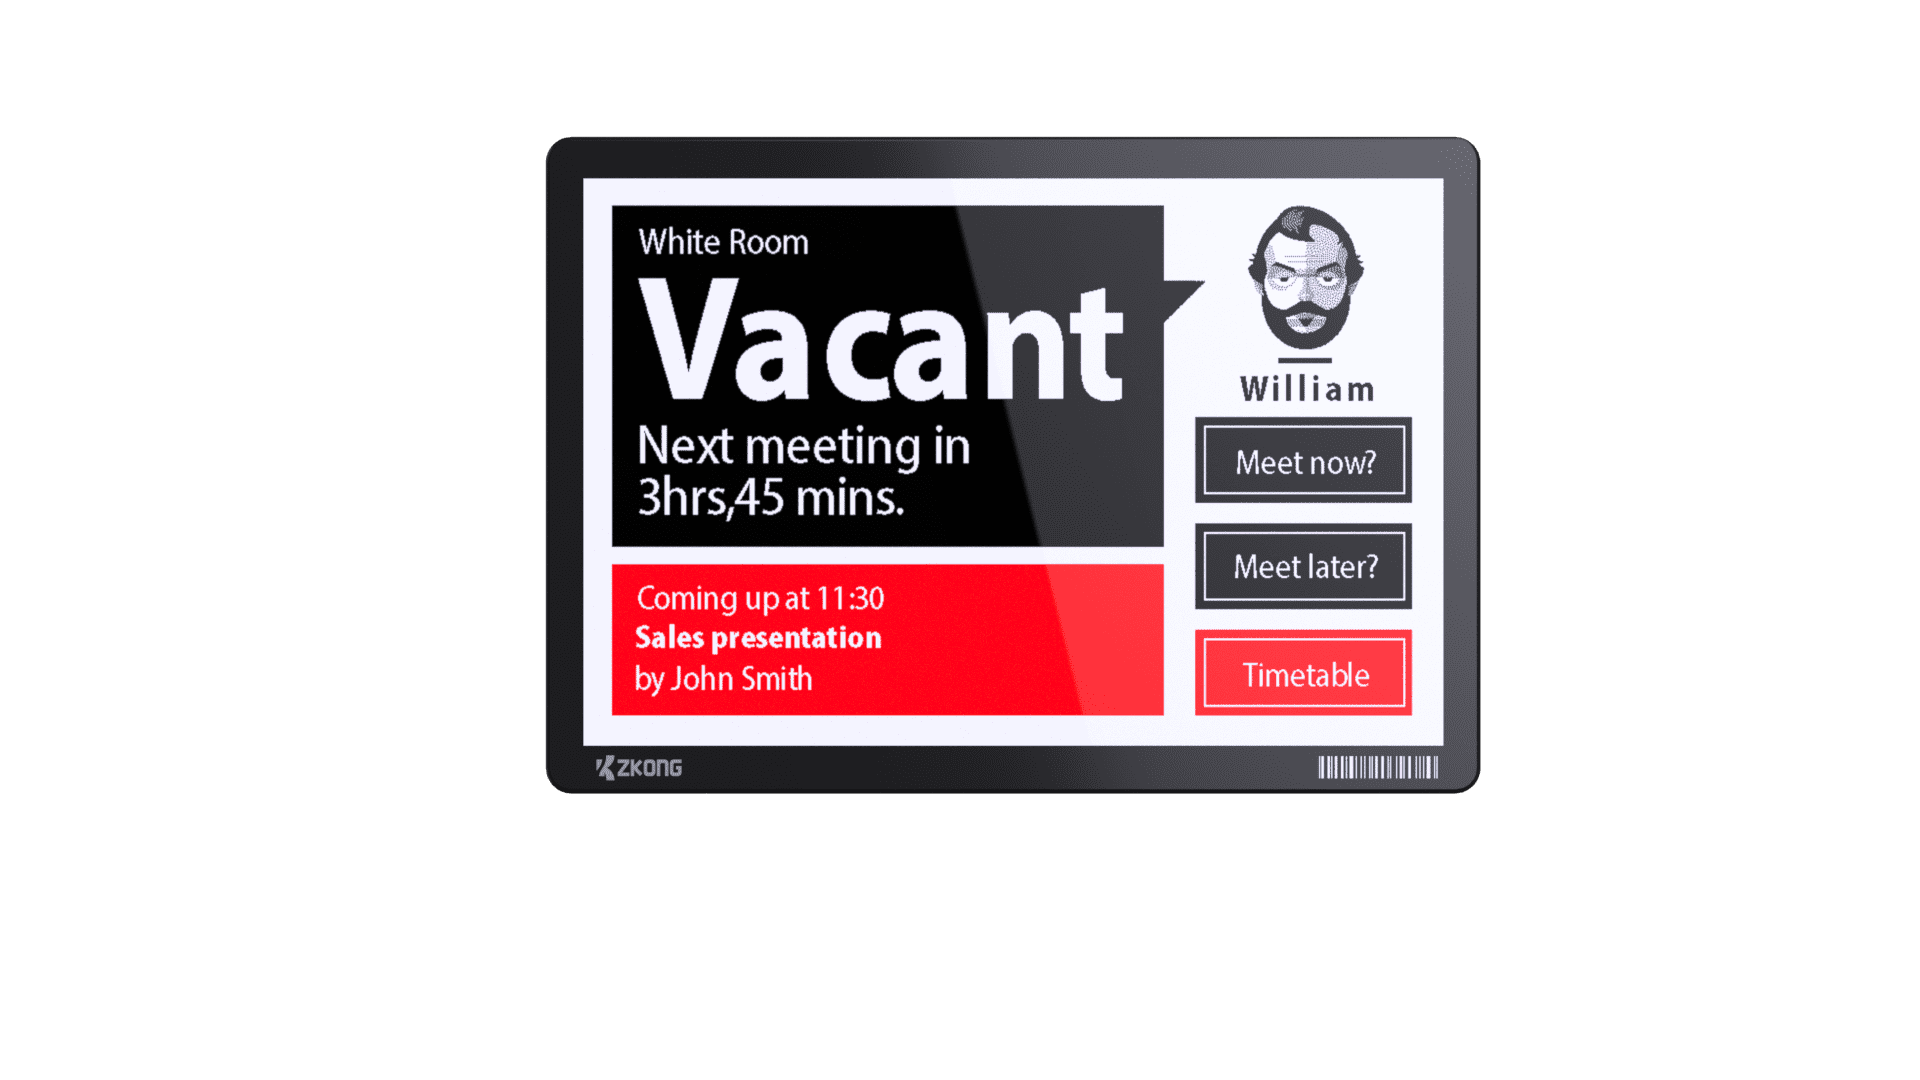 White Room
Vacant
Next meeting in
3hrs,45 mins.
Coming up at 11:30
Sales presentation
by John Smith
William
Meet now?
Meet later?
Timetable
ZKONG